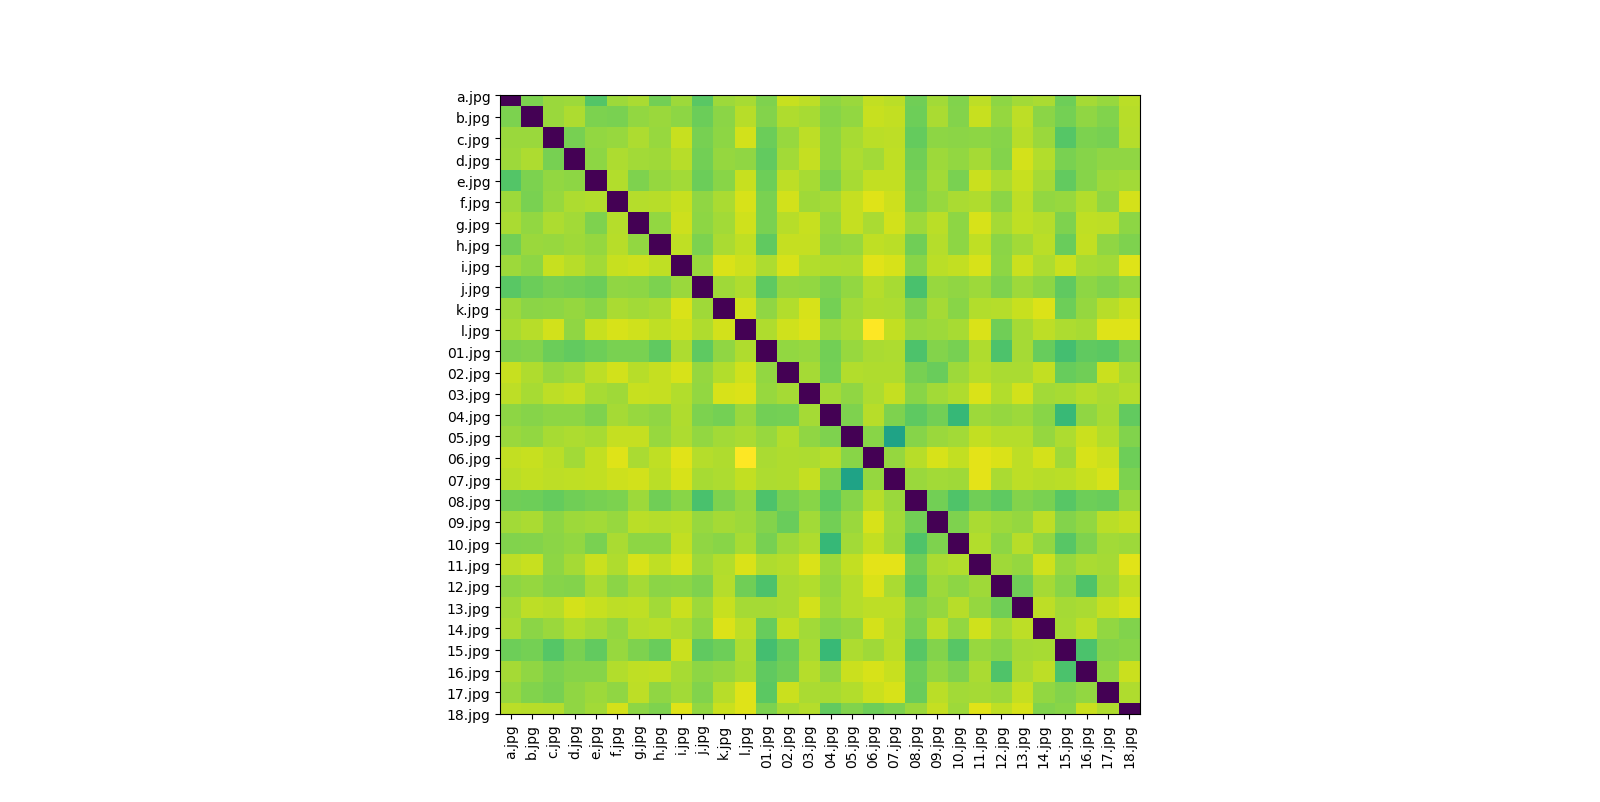 a.jpg
b.jpg
c.jpg
d.jpg
e.jpg
f.jpg
g.jpg
h.jpg
i.jpg
j.jpg
k.jpg
l.jpg
01.jpg
02.jpg
03.jpg
04.jpg
05.jpg
06.jpg
07.jpg
08.jpg
09.jpg
10.jpg
11.jpg
12.jpg
13.jpg
14.jpg
15.jpg
16.jpg
17.jpg
18.jpg
a.jpg
b.jpg
c.jpg
d.jpg
e.jpg
f.jpg
g.jpg
h.jpg
i.jpg
j.jpg
k.jpg
l.jpg
01.jpg
02.jpg
03.jpg
04.jpg
05.jpg
06.jpg
07.jpg
08.jpg
09.jpg
10.jpg
11.jpg
12.jpg
13.jpg
14.jpg
15.jpg
16.jpg
17.jpg
18.jpg